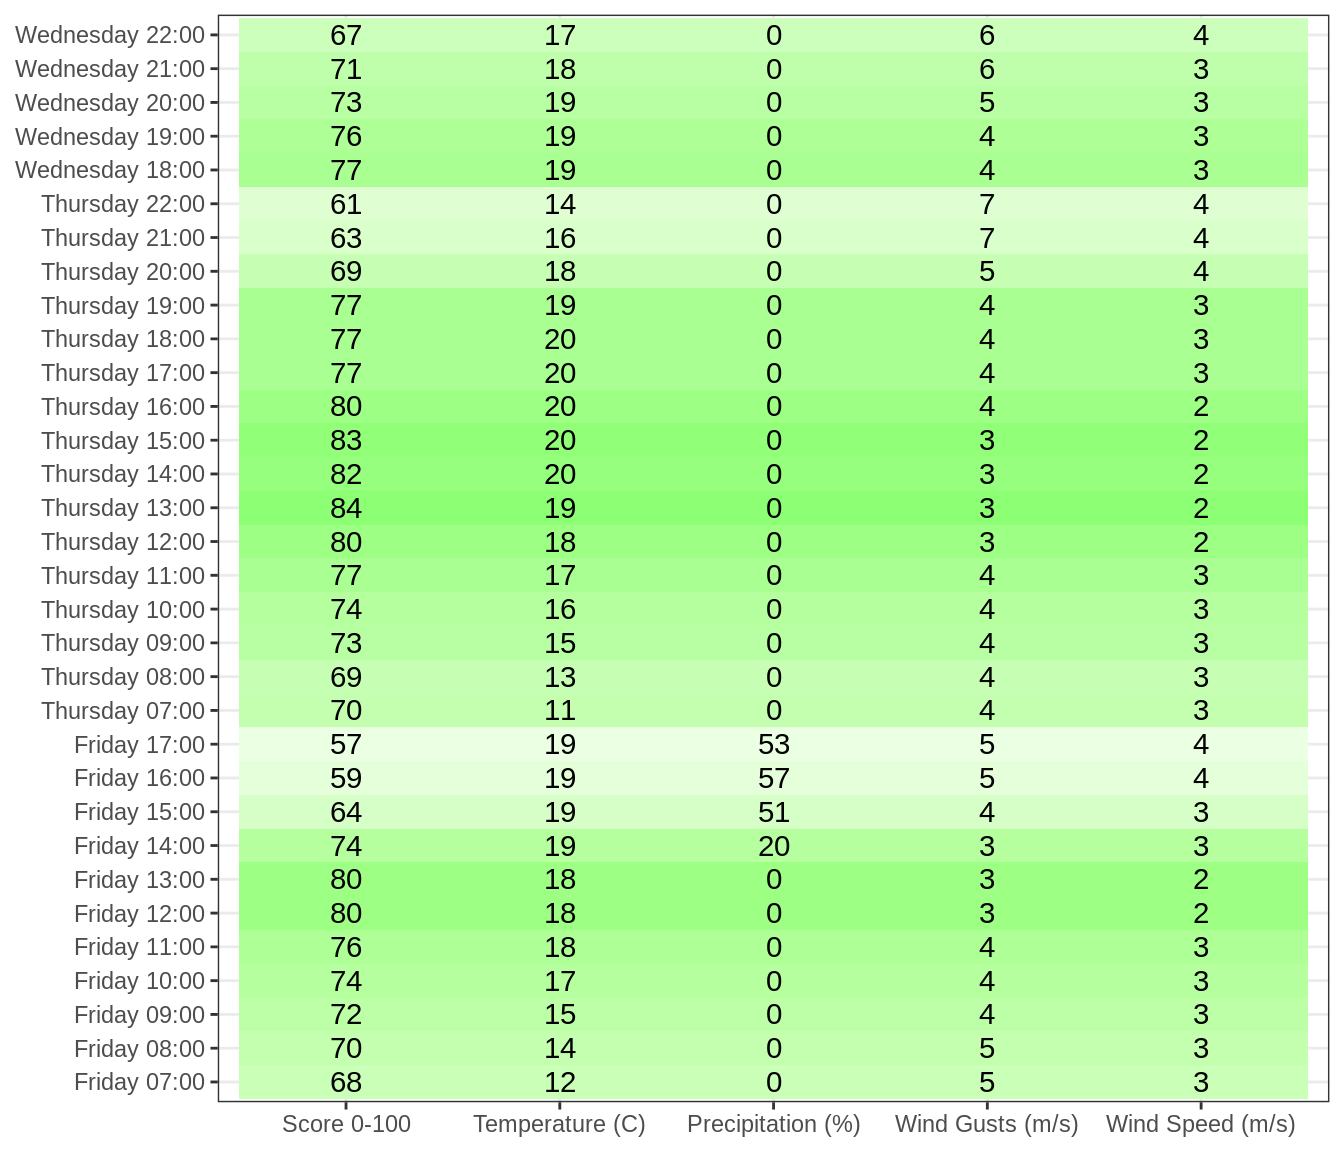 Wednesday 22:00 67 17 0 6 4
Wednesday 21:00 71 18 0 6 3
Wednesday 20:00 73 19 0 5 3
Wednesday 19:00 76 19 0 4 3
Wednesday 18:00 77 19 0 4 3
Thursday 22:00 61 14 0 7 4
Thursday 21:00 63 16 0 7 4
Thursday 20:00 69 18 0 5 4
Thursday 19:00 77 19 0 4 3
Thursday 18:00 77 20 0 4 3
Thursday 17:00 77 20 0 4 3
Thursday 16:00 80 20 0 4 2
Thursday 15:00 83 20 0 3 2
Thursday 14:00 82 20 0 3 2
Thursday 13:00 84 19 0 3 2
Thursday 12:00 80 18 0 3 2
Thursday 11:00 77 17 0 4 3
Thursday 10:00 74 16 0 4 3
Thursday 09:00 73 15 0 4 3
Thursday 08:00 69 13 0 4 3
Thursday 07:00 70 11 0 4 3
Friday 17:00 57 19 53 5 4
Friday 16:00 59 19 57 5 4
Friday 15:00 64 19 51 4 3
Friday 14:00 74 19 20 3 3
Friday 13:00 80 18 0 3 2
Friday 12:00 80 18 0 3 2
Friday 11:00 76 18 0 4 3
Friday 10:00 74 17 0 4 3
Friday 09:00 72 15 0 4 3
Friday 08:00 70 14 0 5 3
Friday 07:00 68 12 0 5 3
Score 0-100 Temperature (C) Precipitation (%) Wind Gusts (m/s) Wind Speed (m/s)